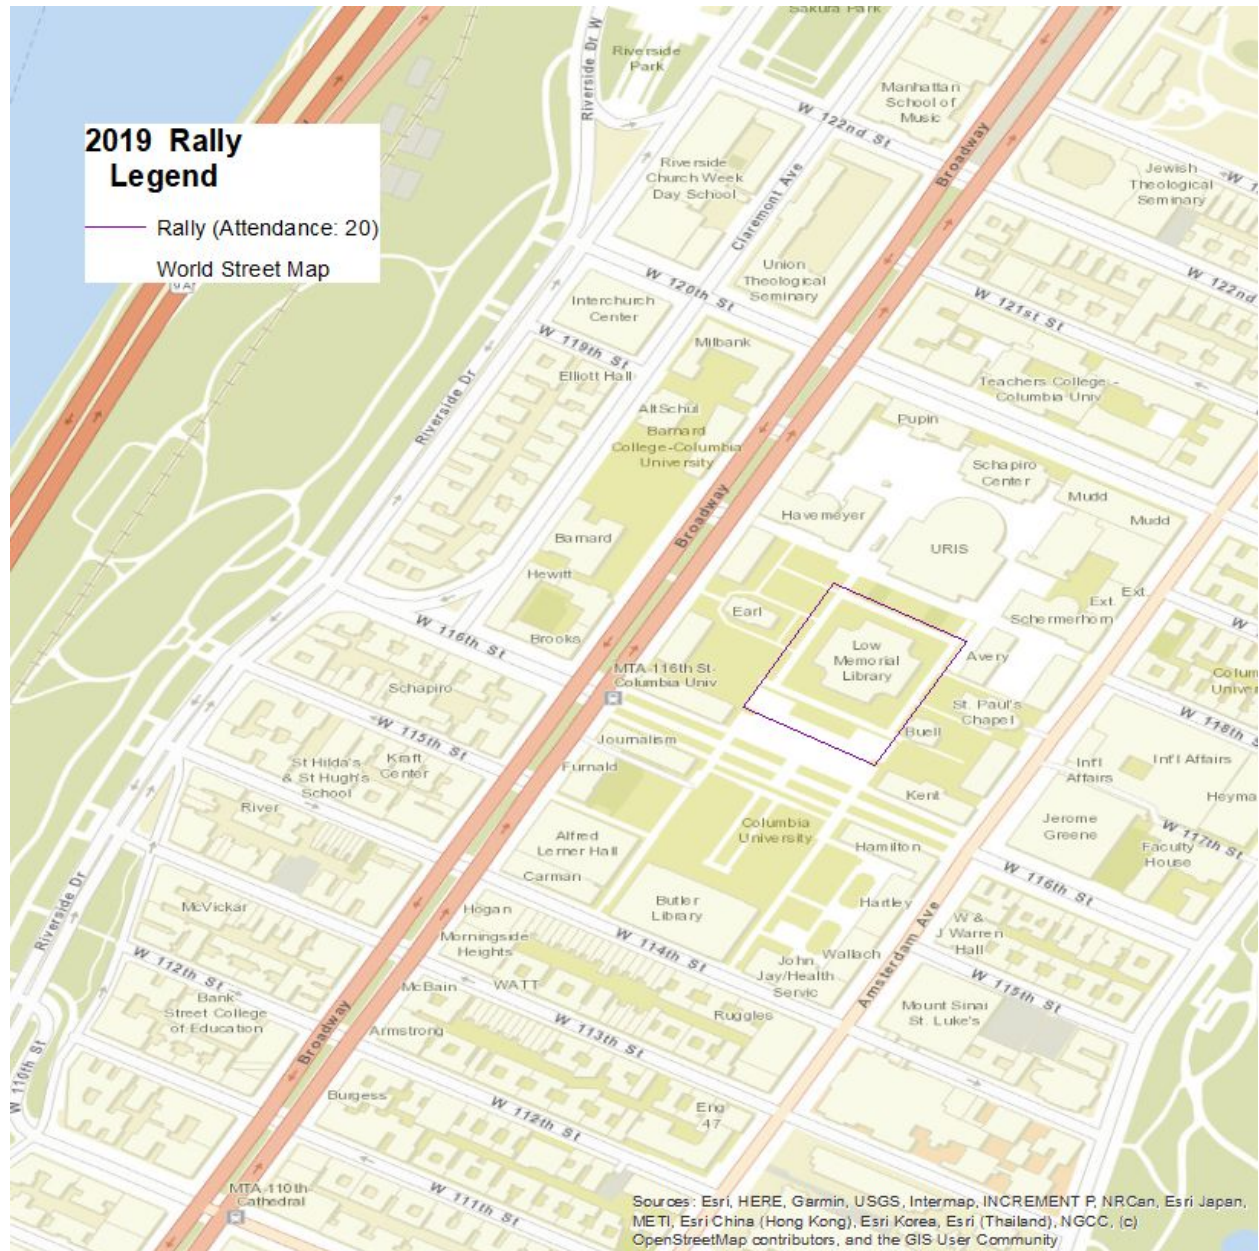 Sakura Park
Riverside Dr W
Riverside
Park
Manhattan
School of
Music
W 122nd St
Broadway
2019 Rally
Legend
Rally (Attendance: 20)
World Street Map
9A
Riverside
Church Week
Day School
Claremont Ave
Jewish
Theological
Seminary
Union
Theological
Seminary
W 122nd
W 120th St
W 121st St
Interchurch
Center
W 119th St
Milbank
Elliott Hall
Riverside Dr
AltSchul
Barnard
College-Columbia
University
Teachers College -
Columbia Univ
Pupin
Schapiro
Center
Mudd
Mudd
Broadway
Havemeyer
URIS
Barnard
Hewitt
Brooks
Earl
Ext.
Ext.
Schermerhorn
W 116th St
Low
Memorial
Library
Avery
MTA-116th St-
Columbia Univ
Schapiro
St. Paul's
Chapel
Buell
W 118th S
W 115th St
Journalism
Furnald
St Hilda's
& St Hugh's
School
Kraft
Center
River
Int'l
Affairs
Int'l Affairs
Heyma
Kent
Jerome
Greene
W 117th St
Faculty
House
Columbia
University
Hamilton
Alfred
Lerner Hall
Carman
W 116th St
Butler
Library
Hartley
Riverside Dr
McVickar
Hogan
Morningside
Heights
W 114th St
W &
J Warren
Hall
John
Jay/Health
Servic
Wallach
Amsterdam Ave
W 115th St
W 112th St
McBain
WATT
Bank
Street College
of Education
Armstrong
Ruggles
Mount Sinai
St. Luke's
W 113th St
Broadway
W 110th St
Burgess
W 112th St
Eng
47
MTA-110th-
Cathedral
W 111th St
Sources: Esri, HERE, Garmin, USGS, Intermap, INCREMENT P, NRCan, Esri Japan,
METI, Esri China (Hong Kong), Esri Korea, Esri (Thailand), NGCC, (c)
OpenStreetMap contributors, and the GIS User Community